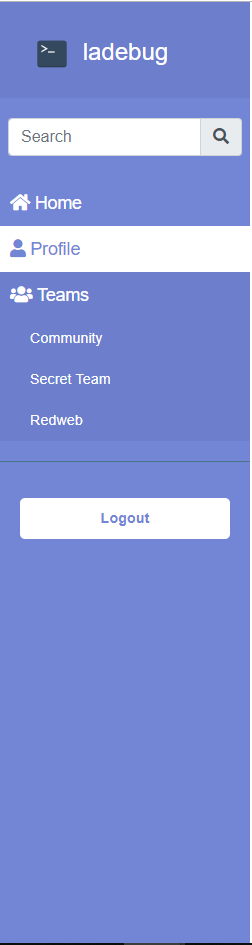 ladebug
Search
Home
Profile
Teams
Community
Secret Team
Redweb
Logout